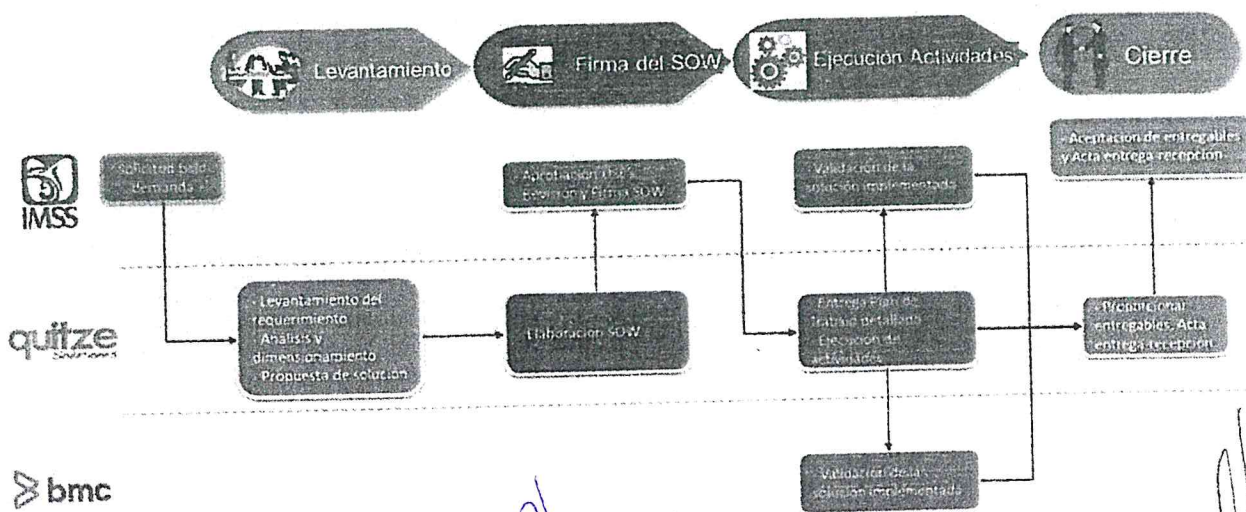 Levantamiento
Firma del SOW
Ejecución Actividades
Cierre
IMSS
Solicitud bajo
demanda
Aprobación
y Firma SOW
- Validación de la
solución implementada
- Aceptación de entregables
y Acta entrega-recepción
quitze
Solutions
- Levantamiento del
requerimiento
- Análisis y
dimensionamiento
- Propuesta de solución
Elaboración SOW
- Entrega Plan de
Trabajo detallado
- Ejecución de
actividades
- Proporcionar
entregables, Acta
entrega-recepción
bmc
- Validación de la
solución implementada